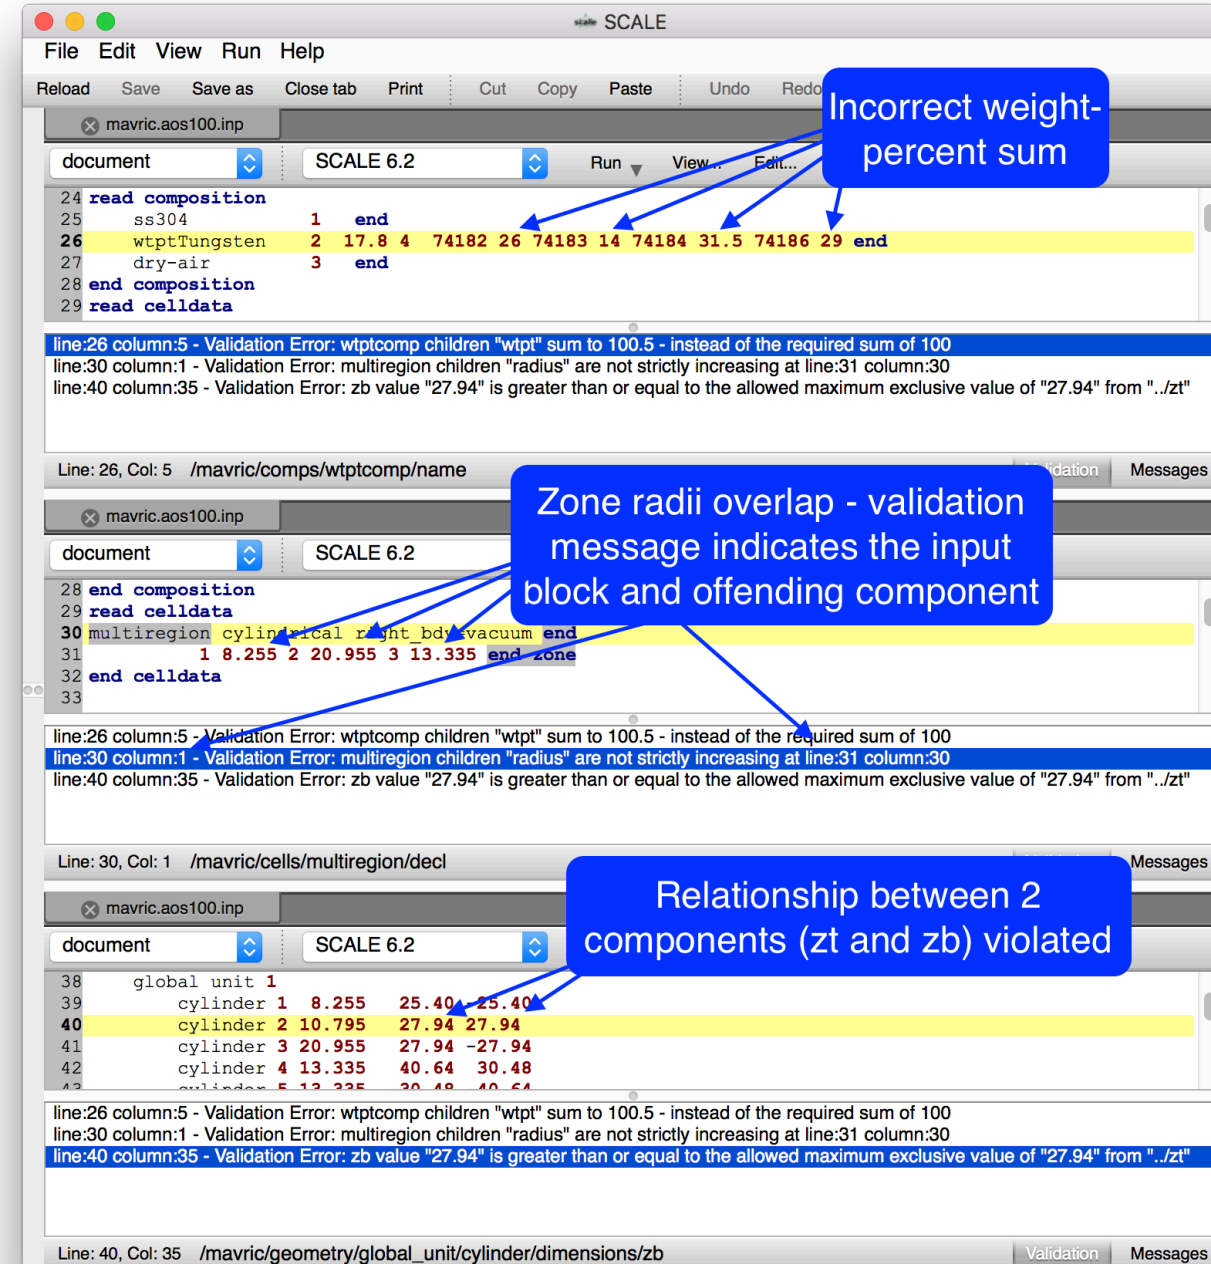 scale SCALE
File Edit View Run Help
Reload Save Save as Close tab Print Cut Copy Paste Undo Redo
Incorrect weight-
percent sum
mavric.aos100.inp
document SCALE 6.2 Run View... Edit...
24 read composition
25 ss304 1 end
26 wtptTungsten 2 17.8 4 74182 26 74183 14 74184 31.5 74186 29 end
27 dry-air 3 end
28 end composition
29 read celldata
line:26 column:5 - Validation Error: wtptcomp children "wtpt" sum to 100.5 - instead of the required sum of 100
line:30 column:1 - Validation Error: multiregion children "radius" are not strictly increasing at line:31 column:30
line:40 column:35 - Validation Error: zb value "27.94" is greater than or equal to the allowed maximum exclusive value of "27.94" from "../zt"
Line: 26, Col: 5 /mavric/comps/wtptcomp/name Validation Messages
Zone radii overlap - validation
message indicates the input
block and offending component
mavric.aos100.inp
document SCALE 6.2
28 end composition
29 read celldata
30 multiregion cylindrical right_bdy=vacuum end
31 1 8.255 2 20.955 3 13.335 end zone
32 end celldata
33
line:26 column:5 - Validation Error: wtptcomp children "wtpt" sum to 100.5 - instead of the required sum of 100
line:30 column:1 - Validation Error: multiregion children "radius" are not strictly increasing at line:31 column:30
line:40 column:35 - Validation Error: zb value "27.94" is greater than or equal to the allowed maximum exclusive value of "27.94" from "../zt"
Line: 30, Col: 1 /mavric/cells/multiregion/decl Messages
Relationship between 2
components (zt and zb) violated
mavric.aos100.inp
document SCALE 6.2
38 global unit 1
39 cylinder 1 8.255 25.40 -25.40
40 cylinder 2 10.795 27.94 27.94
41 cylinder 3 20.955 27.94 -27.94
42 cylinder 4 13.335 40.64 30.48
43 cylinder 5 13.335 30.48 -40.64
line:26 column:5 - Validation Error: wtptcomp children "wtpt" sum to 100.5 - instead of the required sum of 100
line:30 column:1 - Validation Error: multiregion children "radius" are not strictly increasing at line:31 column:30
line:40 column:35 - Validation Error: zb value "27.94" is greater than or equal to the allowed maximum exclusive value of "27.94" from "../zt"
Line: 40, Col: 35 /mavric/geometry/global_unit/cylinder/dimensions/zb Validation Messages